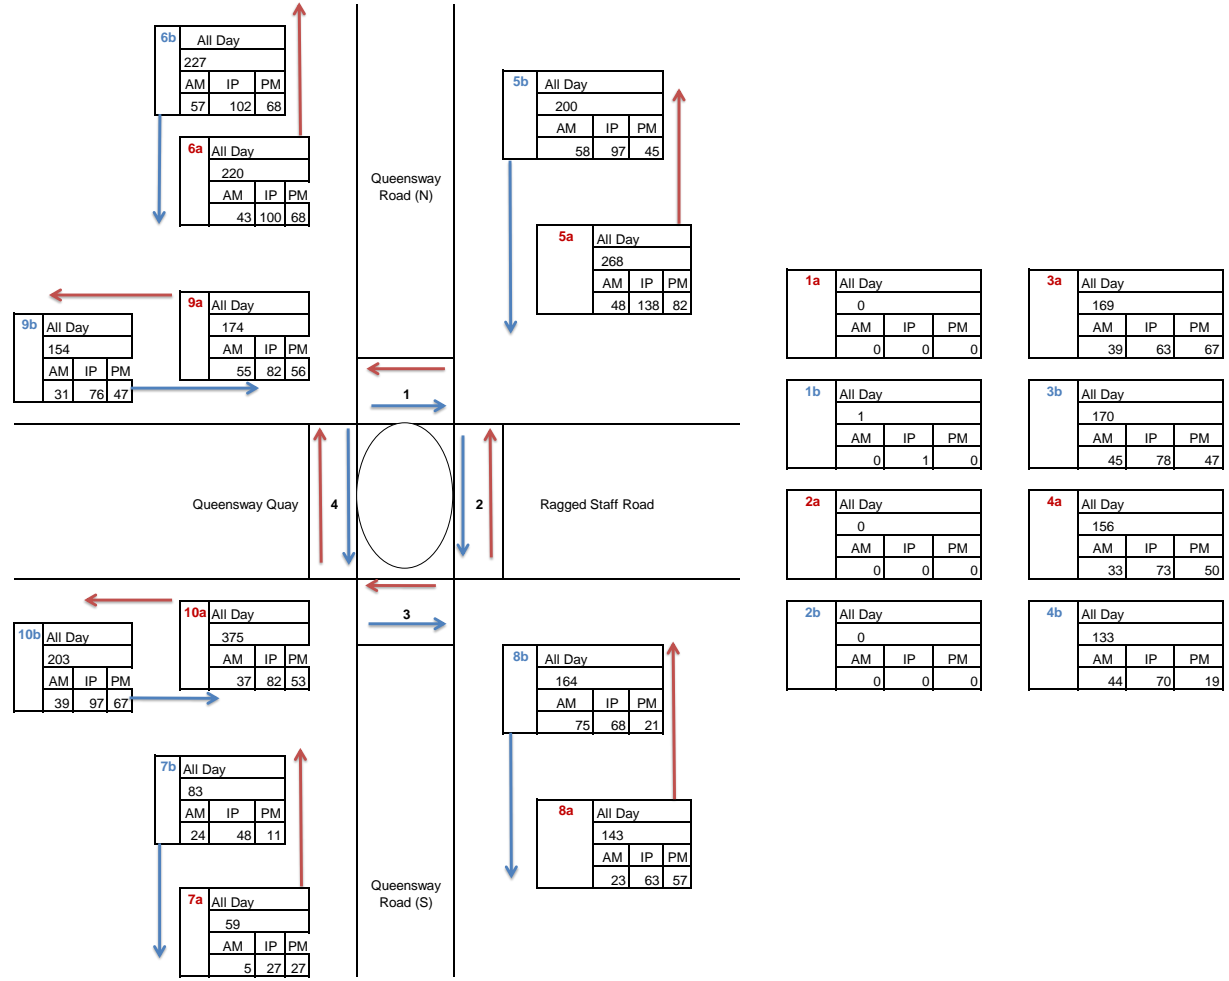 6b All Day
227
AM IP PM
57 102 68
6a All Day
220
AM IP PM
43 100 68
5b All Day
200
AM IP PM
58 97 45
Queensway
Road (N)
5a All Day
268
AM IP PM
48 138 82
9a All Day
174
AM IP PM
55 82 56
9b All Day
154
AM IP PM
31 76 47
1
Queensway Quay
4
2
Ragged Staff Road
3
10a All Day
375
AM IP PM
37 82 53
10b All Day
203
AM IP PM
39 97 67
8b All Day
164
AM IP PM
75 68 21
7b All Day
83
AM IP PM
24 48 11
8a All Day
143
AM IP PM
23 63 57
7a All Day
59
AM IP PM
5 27 27
Queensway
Road (S)
1a All Day
0
AM IP PM
0 0 0
3a All Day
169
AM IP PM
39 63 67
1b All Day
1
AM IP PM
0 1 0
3b All Day
170
AM IP PM
45 78 47
2a All Day
0
AM IP PM
0 0 0
4a All Day
156
AM IP PM
33 73 50
2b All Day
0
AM IP PM
0 0 0
4b All Day
133
AM IP PM
44 70 19